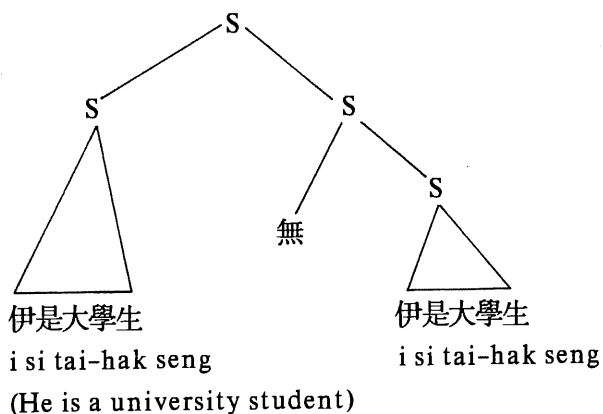 S
S
S
無
S
伊是大學生
伊是大學生
i si tai-hak seng
i si tai-hak seng
(He is a university student)